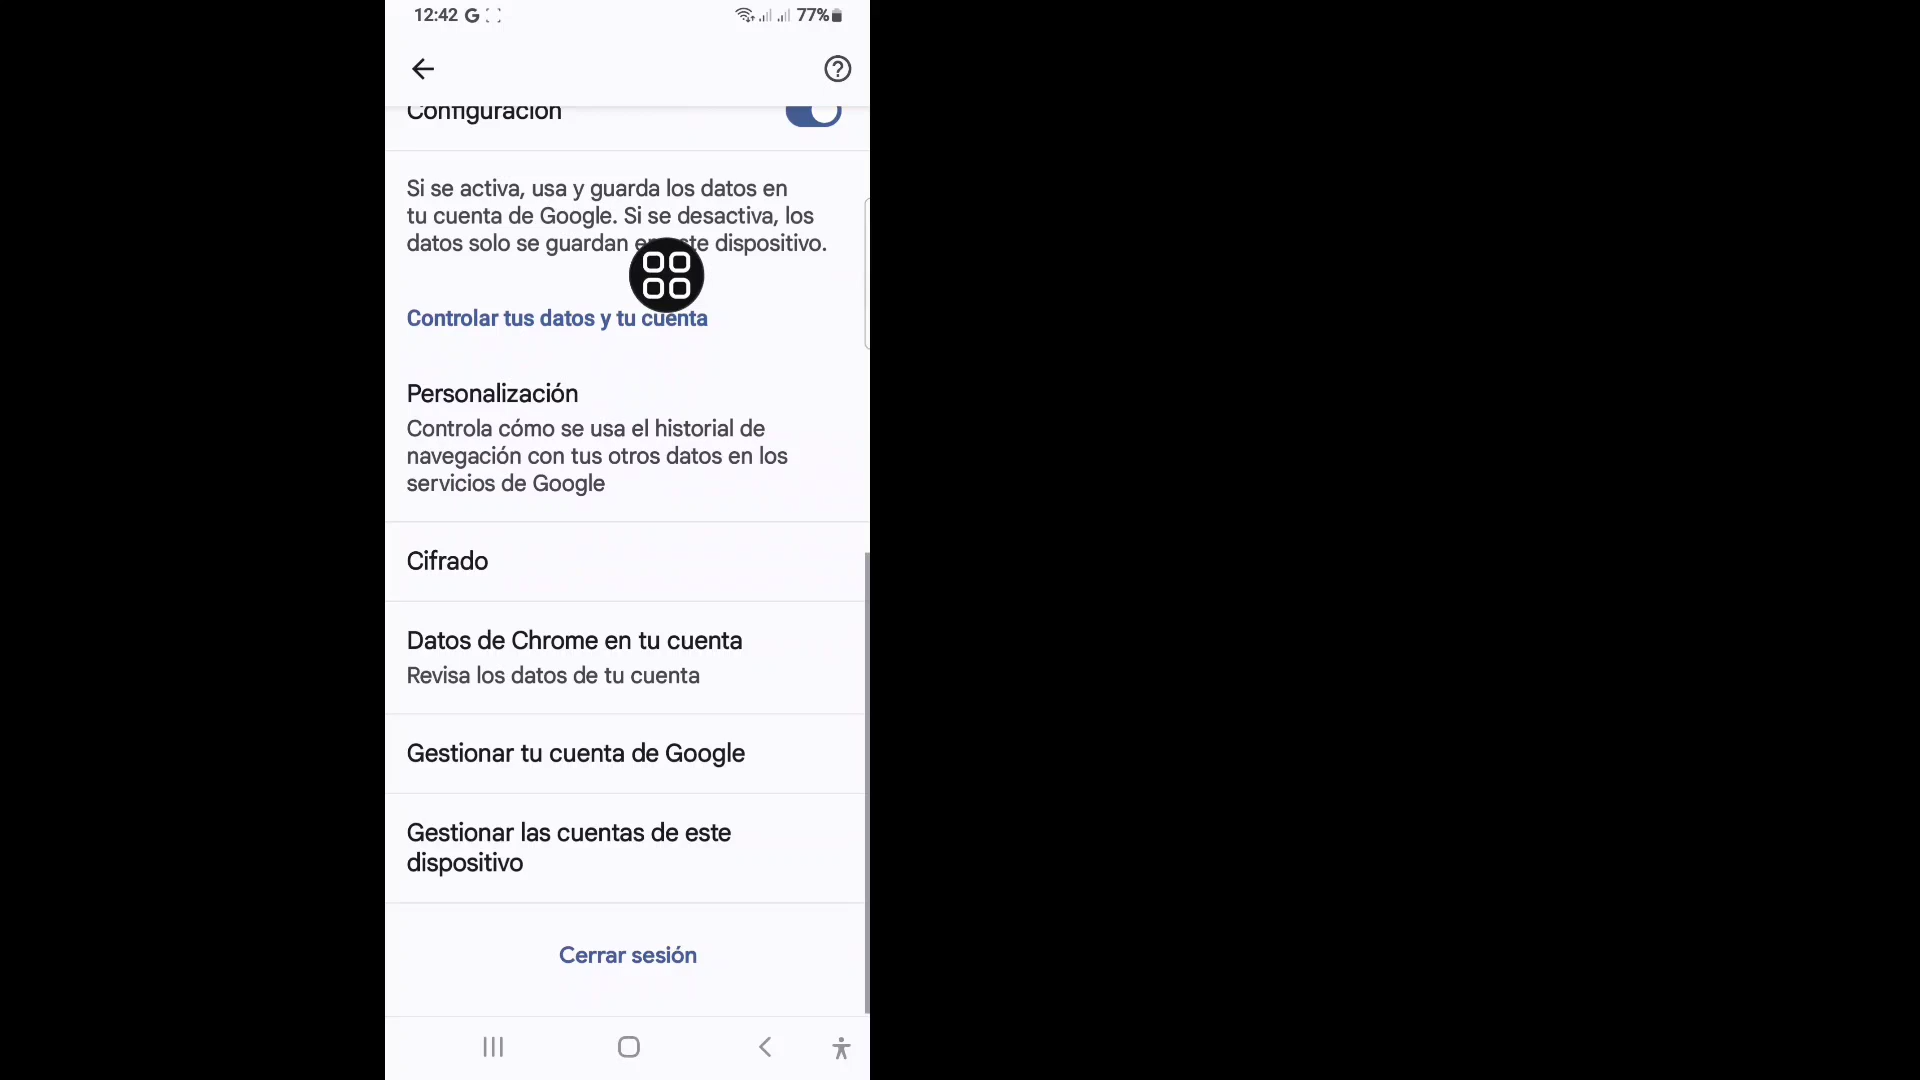 12:42 G 77%
Configuración
Si se activa, usa y guarda los datos en
tu cuenta de Google. Si se desactiva, los
datos solo se guardan dispositivo.
Controlar tus datos y tu cuenta
Personalización
Controla cómo se usa el historial de
navegación con tus otros datos en los
servicios de Google
Cifrado
Datos de Chrome en tu cuenta
Revisa los datos de tu cuenta
Gestionar tu cuenta de Google
Gestionar las cuentas de este
dispositivo
Cerrar sesión